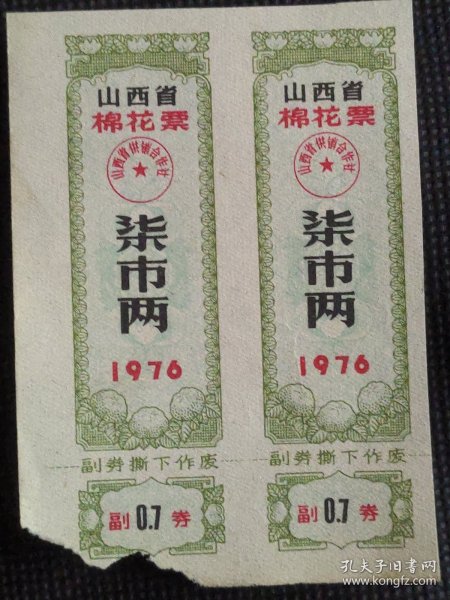 山西省
棉花票
山西省供销合作社
柒市两
1976
副券撕下作废
副 0.7 券
山西省
棉花票
山西省供销合作社
柒市两
1976
副券撕下作废
副 0.7 券
孔夫子旧书网
book.kongfz.com